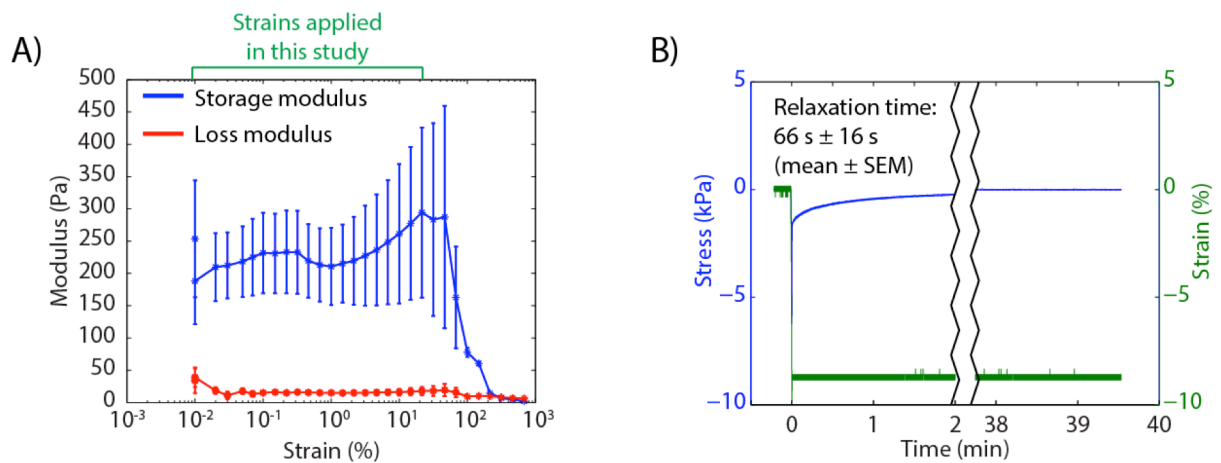 A)
Strains applied
in this study
500
450
400
350
300
250
200
150
100
50
0
Modulus (Pa)
Storage modulus
Loss modulus
10⁻³ 10⁻² 10⁻¹ 10⁰ 10¹ 10² 10³
Strain (%)
B)
5
0
−5
−10
Stress (kPa)
Relaxation time:
66 s ± 16 s
(mean ± SEM)
5
0
−5
−10
Strain (%)
0 1 2 38 39 40
Time (min)